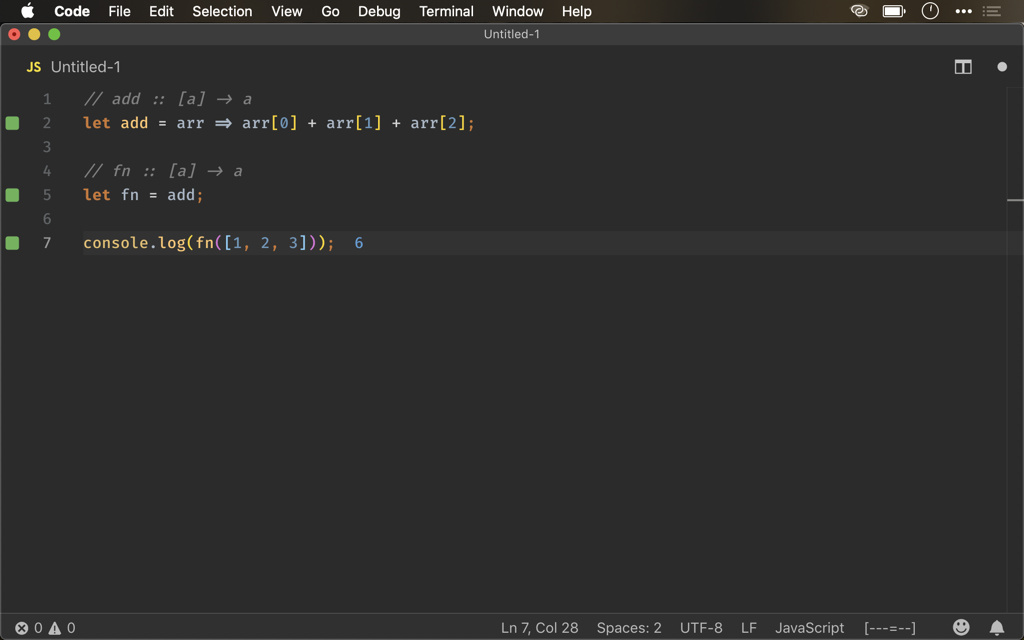 Code File Edit Selection View Go Debug Terminal Window Help
Untitled-1
JS Untitled-1
1 // add :: [a] → a
2 let add = arr ⇒ arr[0] + arr[1] + arr[2];
3
4 // fn :: [a] → a
5 let fn = add;
6
7 console.log(fn([1, 2, 3])); 6
0 0 Ln 7, Col 28 Spaces: 2 UTF-8 LF JavaScript [---=--]